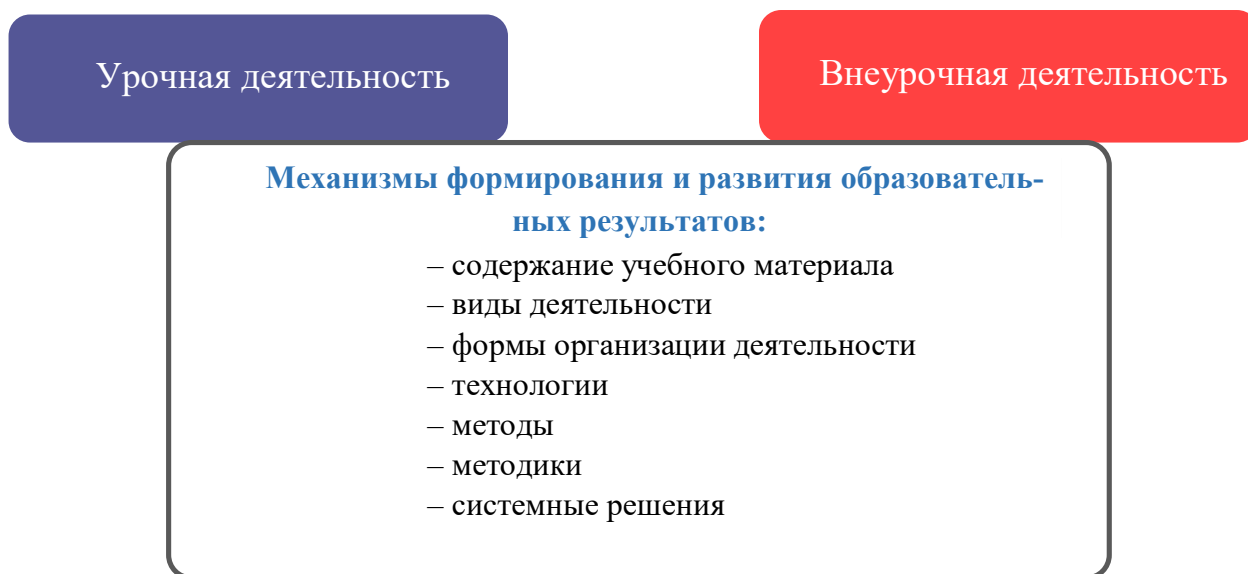 Урочная деятельность
Внеурочная деятельность
Механизмы формирования и развития образователь-
ных результатов:
– содержание учебного материала
– виды деятельности
– формы организации деятельности
– технологии
– методы
– методики
– системные решения